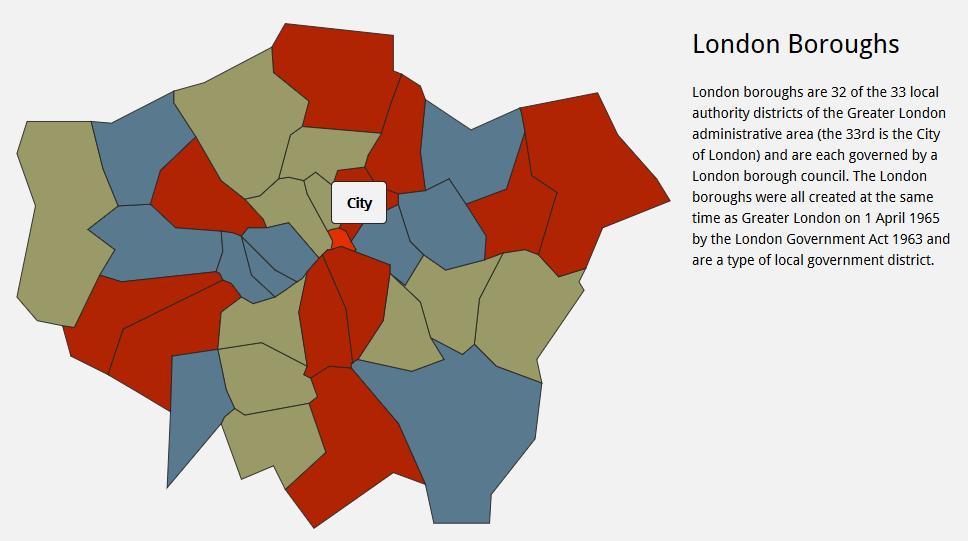 London Boroughs
London boroughs are 32 of the 33 local
authority districts of the Greater London
administrative area (the 33rd is the City
of London) and are each governed by a
London borough council. The London
boroughs were all created at the same
time as Greater London on 1 April 1965
by the London Government Act 1963 and
are a type of local government district.
City